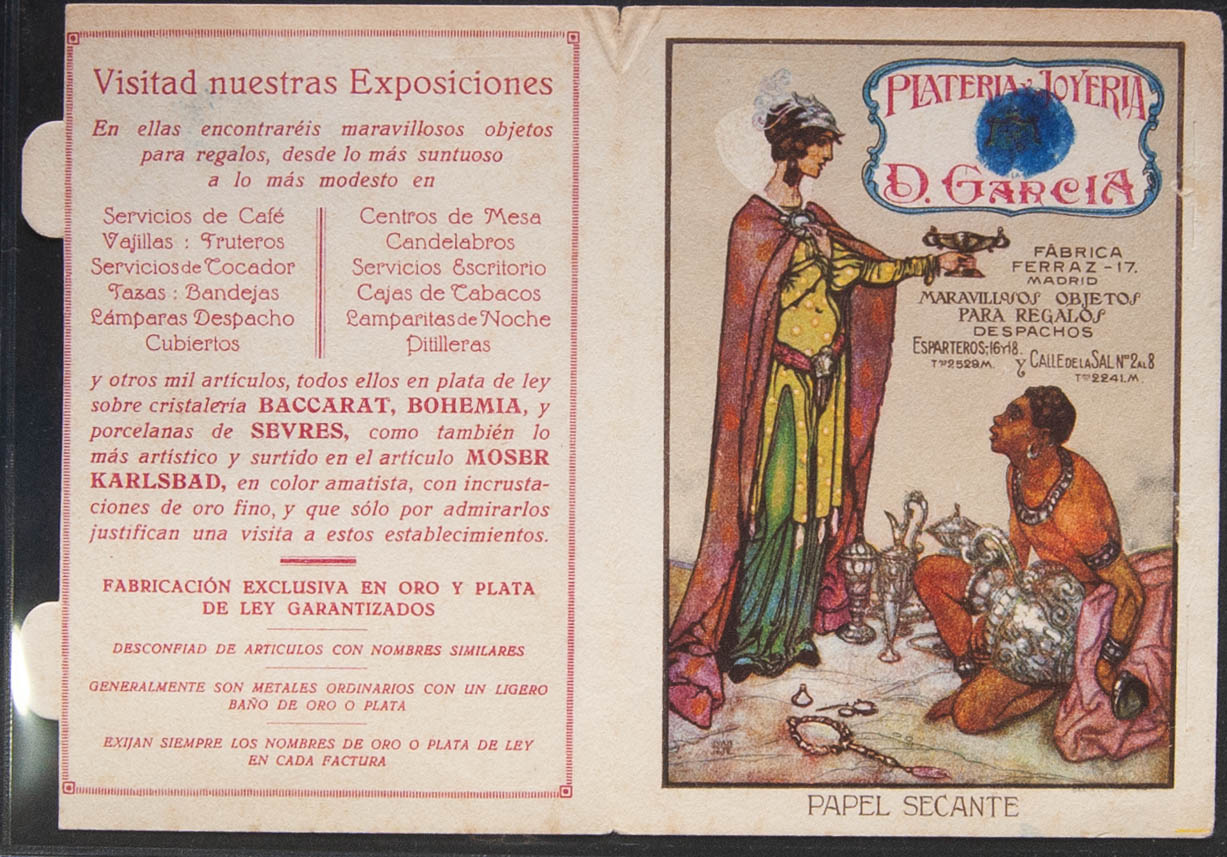 Visitad nuestras Exposiciones
En ellas encontraréis maravillosos objetos
para regalos, desde lo más suntuoso
a lo más modesto en
Servicios de Café
Vajillas : Fruteros
Servicios de Tocador
Tazas : Bandejas
Lámparas Despacho
Cubiertos
Centros de Mesa
Candelabros
Servicios Escritorio
Cajas de Tabacos
Lamparitas de Noche
Pitilleras
y otros mil artículos, todos ellos en plata de ley
sobre cristalería BACCARAT, BOHEMIA, y
porcelanas de SEVRES, como también lo
más artístico y surtido en el artículo MOSER
KARLSBAD, en color amatista, con incrusta-
ciones de oro fino, y que sólo por admirarlos
justifican una visita a estos establecimientos.
FABRICACIÓN EXCLUSIVA EN ORO Y PLATA
DE LEY GARANTIZADOS
DESCONFIAD DE ARTICULOS CON NOMBRES SIMILARES
GENERALMENTE SON METALES ORDINARIOS CON UN LIGERO
BAÑO DE ORO O PLATA
EXIJAN SIEMPRE LOS NOMBRES DE ORO O PLATA DE LEY
EN CADA FACTURA
PLATERIA Y JOYERIA
D. GARCIA
FÁBRICA
FERRAZ-17.
MADRID
MARAVILLOSOS OBJETOS
PARA REGALOS
DESPACHOS
ESPARTEROS;16Y18.
TNO2529M.
Y CALLE DE LA SAL NOS 2 AL 8
TNO2241.M.
PAPEL SECANTE